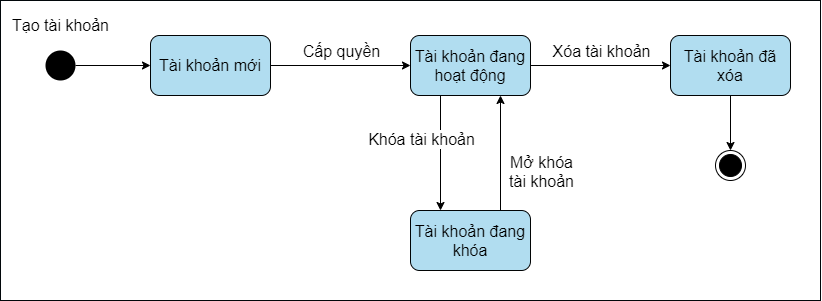 Tạo tài khoản
Tài khoản mới
Cấp quyền
Tài khoản đang
hoạt động
Xóa tài khoản
Tài khoản đã
xóa
Khóa tài khoản
Mở khóa
tài khoản
Tài khoản đang
khóa